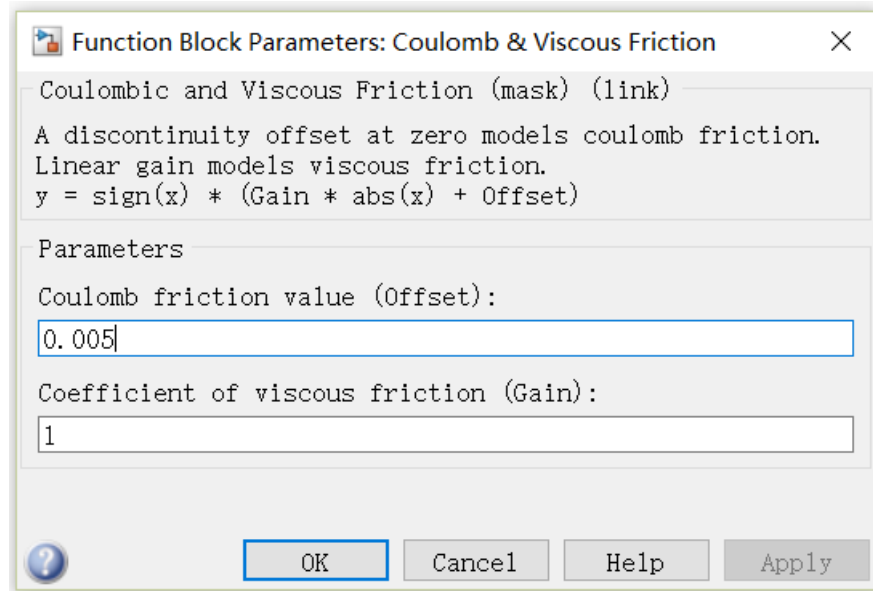 Function Block Parameters: Coulomb & Viscous Friction
Coulombic and Viscous Friction (mask) (link)
A discontinuity offset at zero models coulomb friction.
Linear gain models viscous friction.
y = sign(x) * (Gain * abs(x) + Offset)
Parameters
Coulomb friction value (Offset):
0.005
Coefficient of viscous friction (Gain):
1
? OK Cancel Help Apply